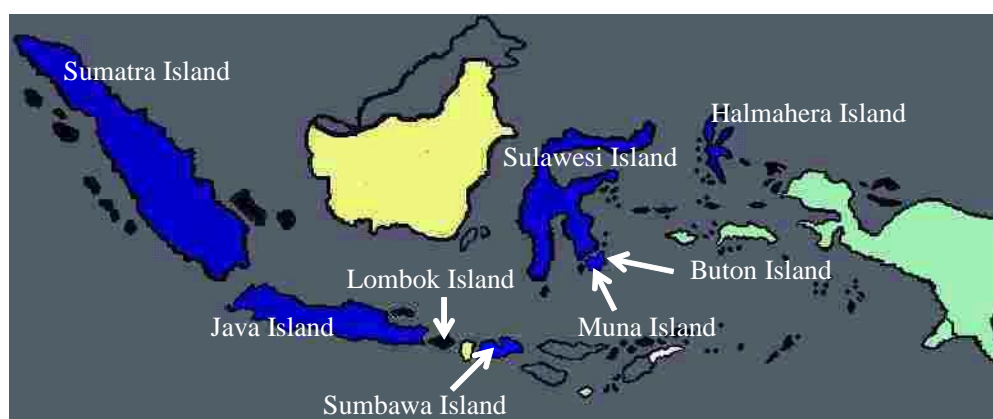 Sumatra Island
Halmahera Island
Sulawesi Island
Buton Island
Lombok Island
Java Island
Muna Island
Sumbawa Island